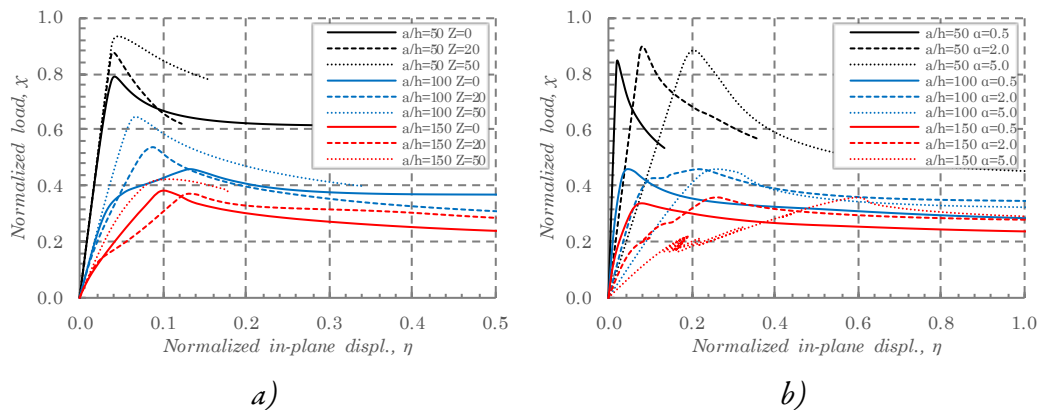 1.0
0.8
0.6
0.4
0.2
0.0
Normalized load, χ
0.0 0.1 0.2 0.3 0.4 0.5
Normalized in-plane displ., η
a/h=50 Z=0
a/h=50 Z=20
a/h=50 Z=50
a/h=100 Z=0
a/h=100 Z=20
a/h=100 Z=50
a/h=150 Z=0
a/h=150 Z=20
a/h=150 Z=50
a)
1.0
0.8
0.6
0.4
0.2
0.0
Normalized load, χ
0.0 0.2 0.4 0.6 0.8 1.0
Normalized in-plane displ., η
a/h=50 α=0.5
a/h=50 α=2.0
a/h=50 α=5.0
a/h=100 α=0.5
a/h=100 α=2.0
a/h=100 α=5.0
a/h=150 α=0.5
a/h=150 α=2.0
a/h=150 α=5.0
b)